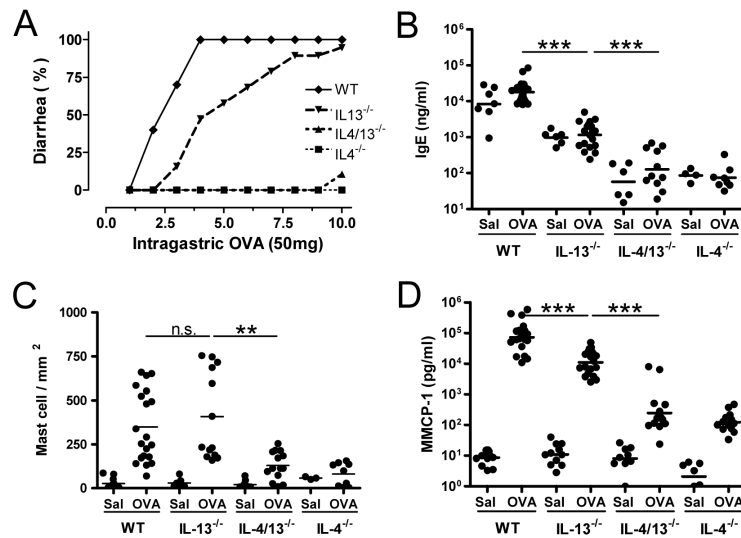 A
Diarrhea ( % )
100
75
50
25
0
0.0
2.5
5.0
7.5
10.0
Intragastric OVA (50mg)
WT
IL13-/-
IL4/13-/-
IL4-/-
B
IgE (ng/ml)
10^6
10^5
10^4
10^3
10^2
10^1
*** ***
Sal OVA Sal OVA Sal OVA Sal OVA
WT IL-13-/- IL-4/13-/- IL-4-/-
C
Mast cell / mm 2
1000
750
500
250
0
n.s. **
Sal OVA Sal OVA Sal OVA Sal OVA
WT IL-13-/- IL-4/13-/- IL-4-/-
D
MMCP-1 (pg/ml)
10^6
10^5
10^4
10^3
10^2
10^1
10^0
*** ***
Sal OVA Sal OVA Sal OVA Sal OVA
WT IL-13-/- IL-4/13-/- IL-4-/-